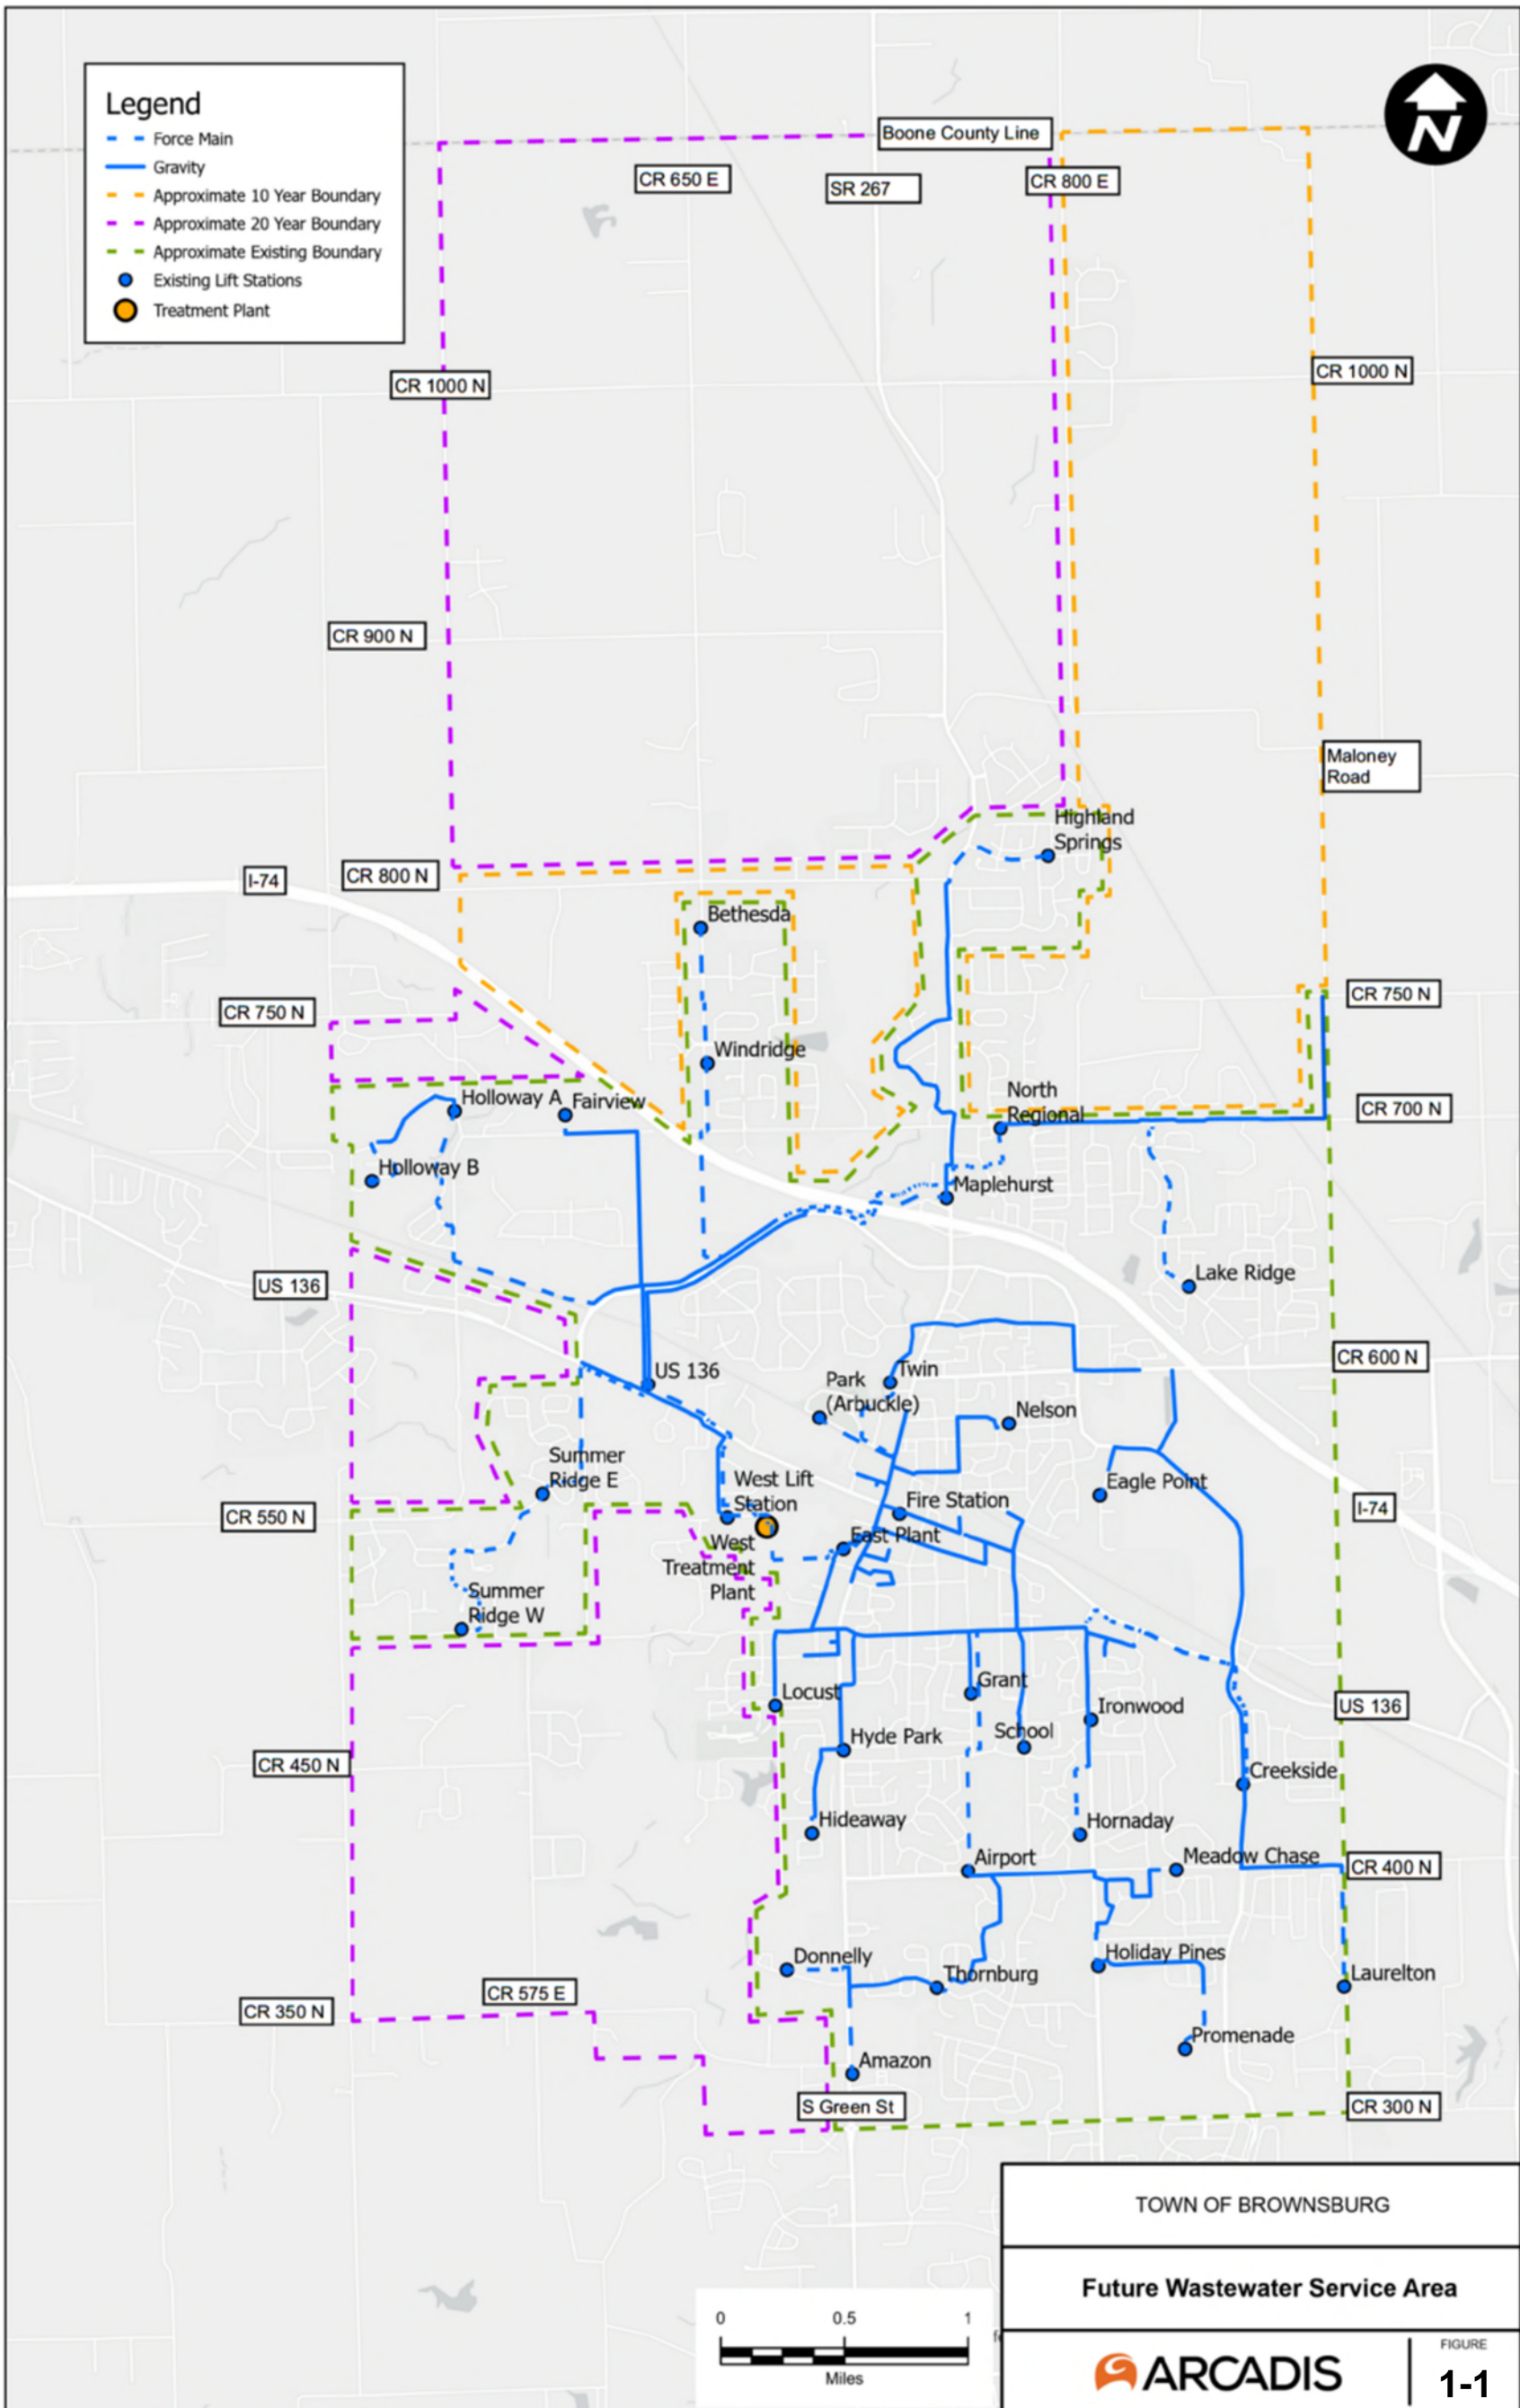 Legend
Force Main
Gravity
Approximate 10 Year Boundary
Approximate 20 Year Boundary
Approximate Existing Boundary
Existing Lift Stations
Treatment Plant
N
Boone County Line
CR 650 E
SR 267
CR 800 E
CR 1000 N
CR 1000 N
CR 900 N
Maloney
Road
Highland
Springs
I-74
CR 800 N
Bethesda
CR 750 N
CR 750 N
Windridge
Holloway A
Fairview
North
Regional
CR 700 N
Holloway B
Maplehurst
US 136
Lake Ridge
CR 600 N
US 136
Twin
Park
(Arbuckle)
Nelson
Summer
Ridge E
West Lift
Station
Eagle Point
Fire Station
I-74
CR 550 N
East Plant
West
Treatment
Plant
Summer
Ridge W
Locust
Grant
Ironwood
US 136
School
Hyde Park
CR 450 N
Creekside
Hideaway
Hornaday
Airport
Meadow Chase
CR 400 N
Donnelly
Holiday Pines
Thornburg
Laurelton
CR 575 E
CR 350 N
Promenade
Amazon
S Green St
CR 300 N
TOWN OF BROWNSBURG
Future Wastewater Service Area
0 0.5 1
Miles
ARCADIS
FIGURE
1-1